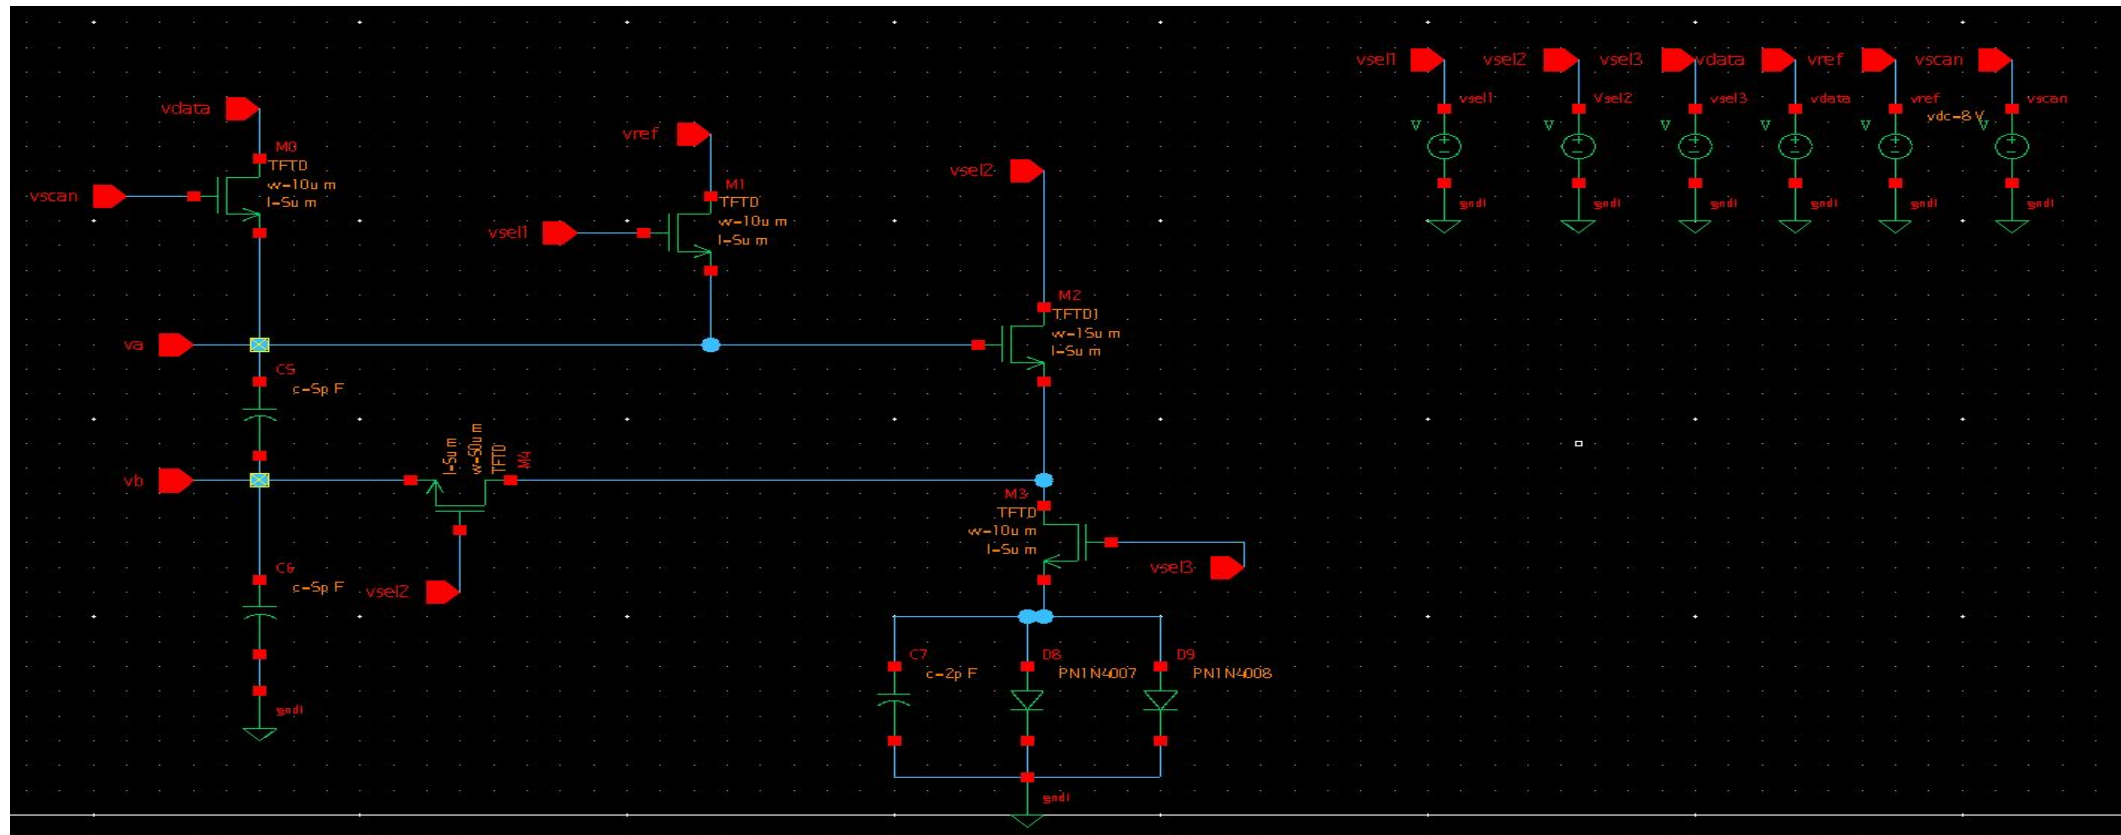 vsel1
vsel2
vsel3
vdata
vref
vscan
vsel1
Vsel2
vsel3
vdata
vref
vdc=8 V
vscan
V
V
V
V
V
V
gnd!
gnd!
gnd!
gnd!
gnd!
gnd!
vdata
M0
TFTD
w=10u m
l=5u m
vscan
vref
M1
TFTD
w=10u m
l=5u m
vsel1
vsel2
M2
TFTD1
w=15u m
l=5u m
va
C5
c=5p F
l=5u m
w=50u m
TFTD
M4
vb
M3
TFTD
w=10u m
l=5u m
vsel3
C6
c=5p F
vsel2
gnd!
C7
c=2p F
D8
PN1N4007
D9
PN1N4008
gnd!